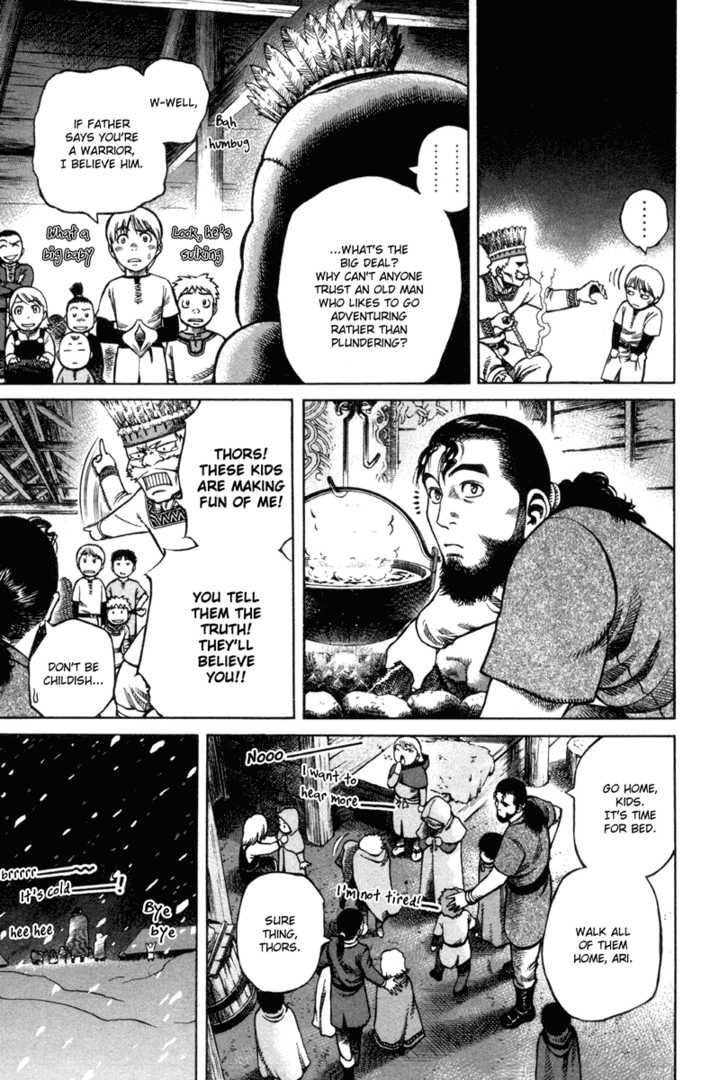 .......
.......
...WHAT'S THE
BIG DEAL?
WHY CAN'T ANYONE
TRUST AN OLD MAN
WHO LIKES TO GO
ADVENTURING
RATHER THAN
PLUNDERING?
Bah
humbug
W-WELL,
IF FATHER
SAYS YOU'RE
A WARRIOR,
I BELIEVE HIM.
Look, he's
sulking
What a
big baby
THORS!
THESE KIDS
ARE MAKING
FUN OF ME!
YOU TELL
THEM THE
TRUTH!
THEY'LL
BELIEVE
YOU!!
DON'T BE
CHILDISH...
GO HOME,
KIDS.
IT'S TIME
FOR BED.
WALK ALL
OF THEM
HOME, ARI.
Nooo
I want to
hear more
I'm not tired!
SURE
THING,
THORS.
brrrrr
It's cold
!
Bye
bye
hee hee